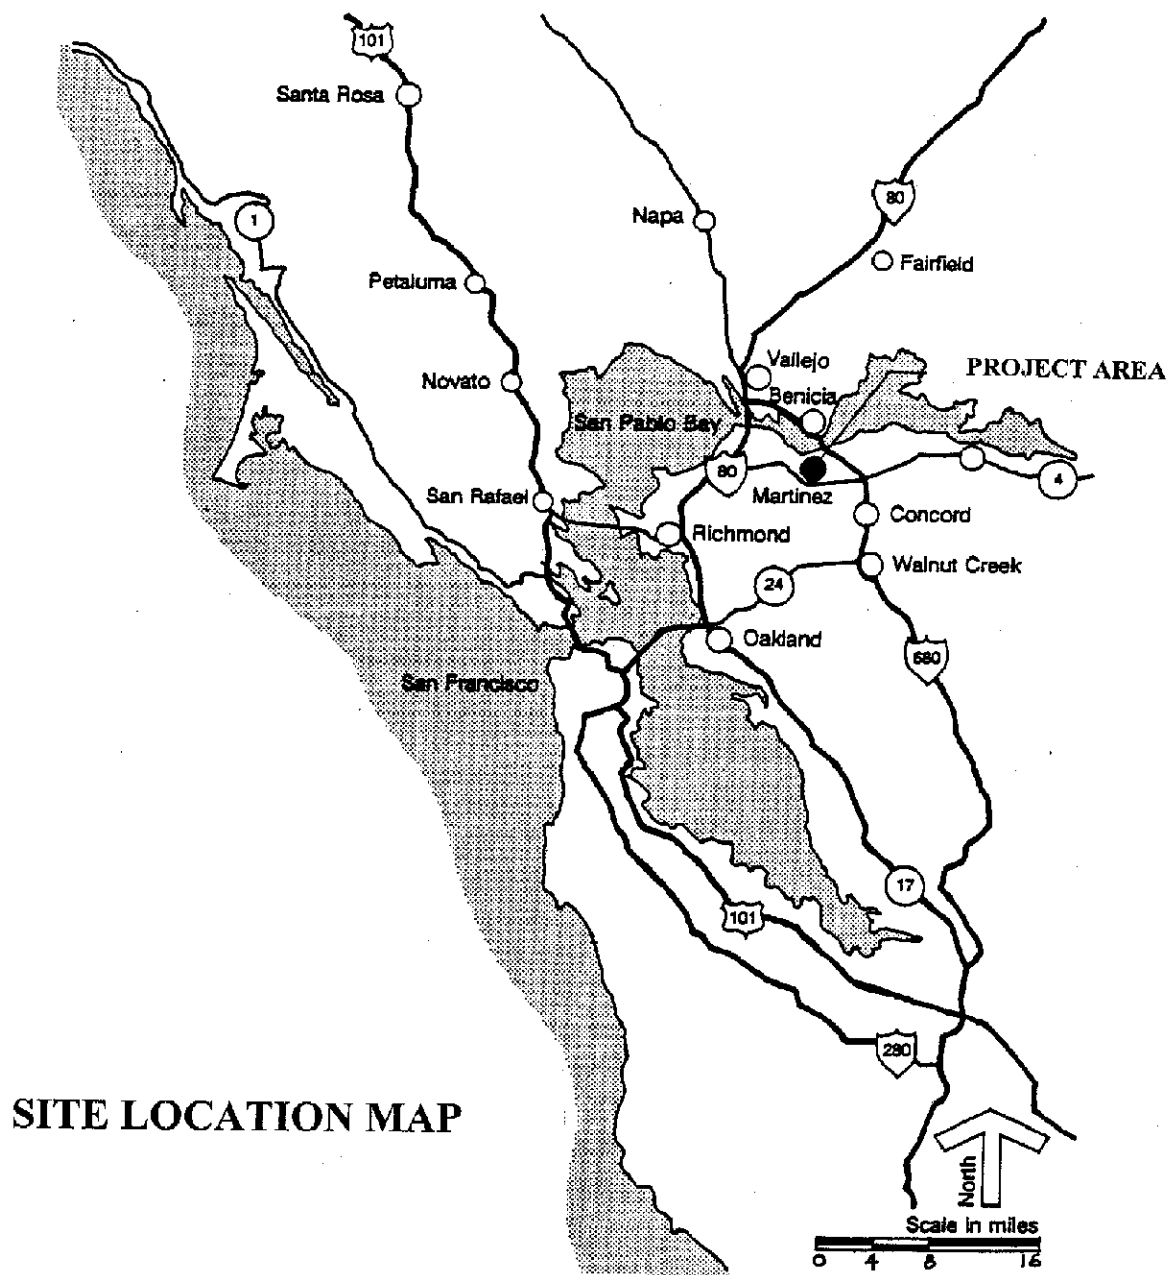 101
Santa Rosa
80
Napa
1
Fairfield
Petaluma
Vallejo
PROJECT AREA
Novato
Benicia
San Pablo Bay
80
4
San Rafael
Martinez
Concord
Richmond
Walnut Creek
24
Oakland
680
San Francisco
17
101
280
SITE LOCATION MAP
North
Scale in miles
0 4 8 16